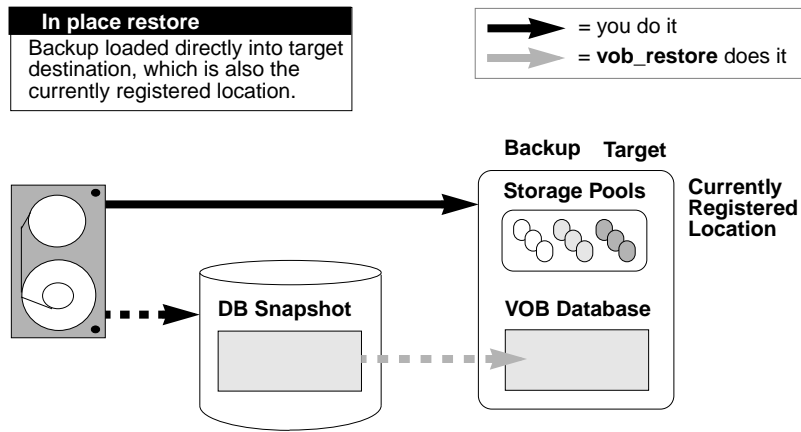 In place restore
Backup loaded directly into target
destination, which is also the
currently registered location.
= you do it
= vob_restore does it
Backup Target
Storage Pools
Currently
Registered
Location
DB Snapshot
VOB Database